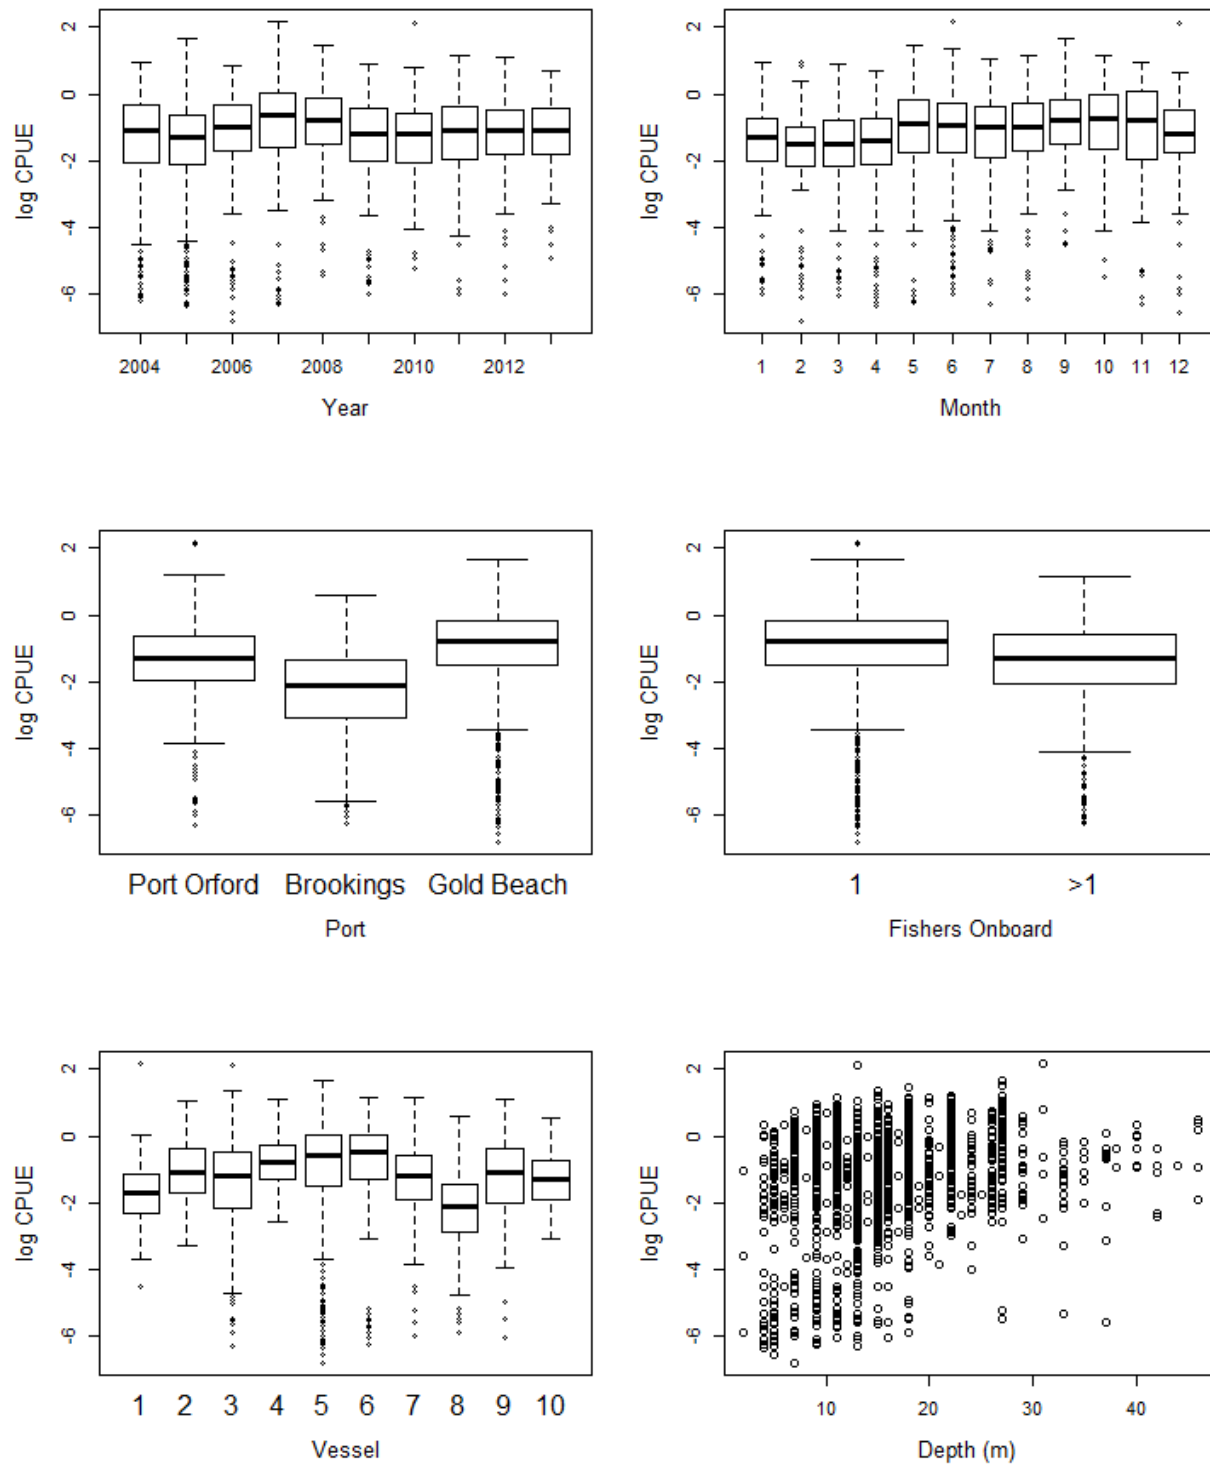 log CPUE
2
0
-2
-4
-6
2004 2006 2008 2010 2012
Year
log CPUE
2
0
-2
-4
-6
1 2 3 4 5 6 7 8 9 10 11 12
Month
log CPUE
2
0
-2
-4
-6
Port Orford Brookings Gold Beach
Port
log CPUE
2
0
-2
-4
-6
1 >1
Fishers Onboard
log CPUE
2
0
-2
-4
-6
1 2 3 4 5 6 7 8 9 10
Vessel
log CPUE
2
0
-2
-4
-6
10 20 30 40
Depth (m)